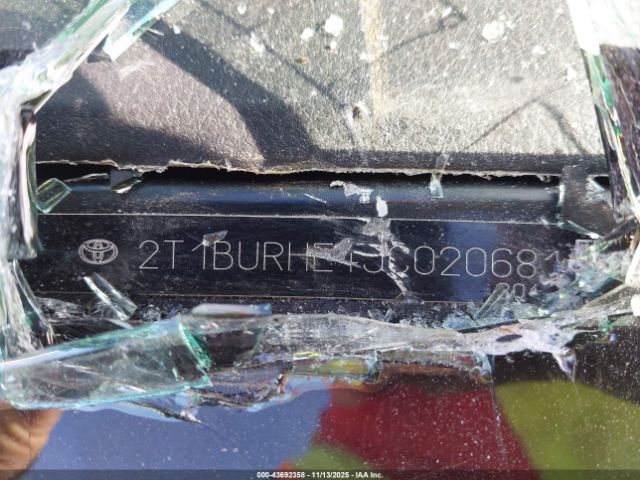 2T1BURHE4JC020681
000-43692358 - 11/13/2025 - IAA Inc.